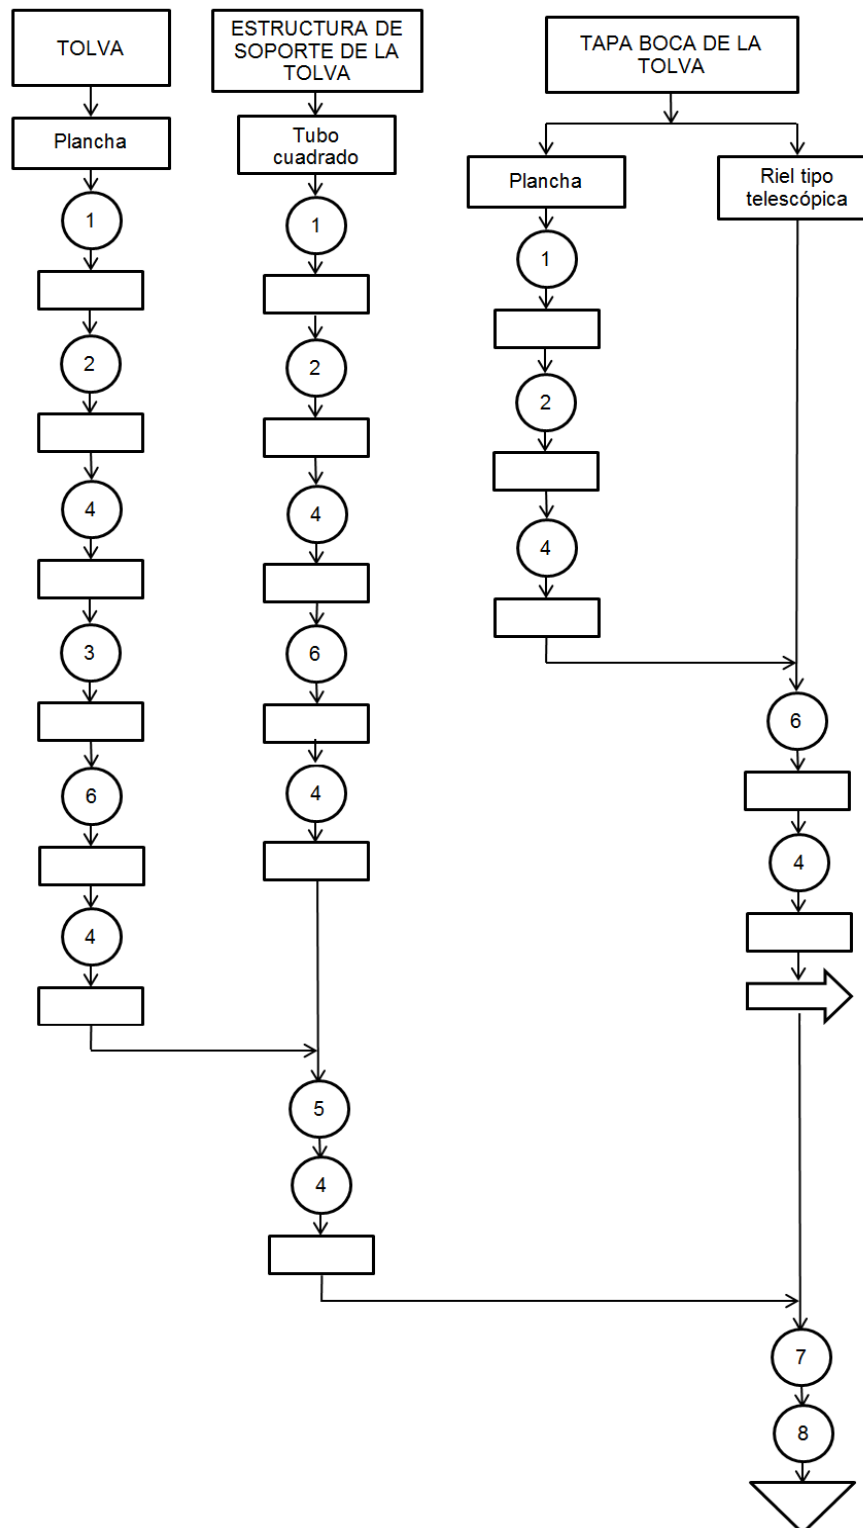 TOLVA
Plancha
1
2
4
3
6
4
ESTRUCTURA DE
SOPORTE DE LA
TOLVA
Tubo
cuadrado
1
2
4
6
4
5
4
TAPA BOCA DE LA
TOLVA
Plancha
1
2
4
Riel tipo
telescópica
6
4
7
8